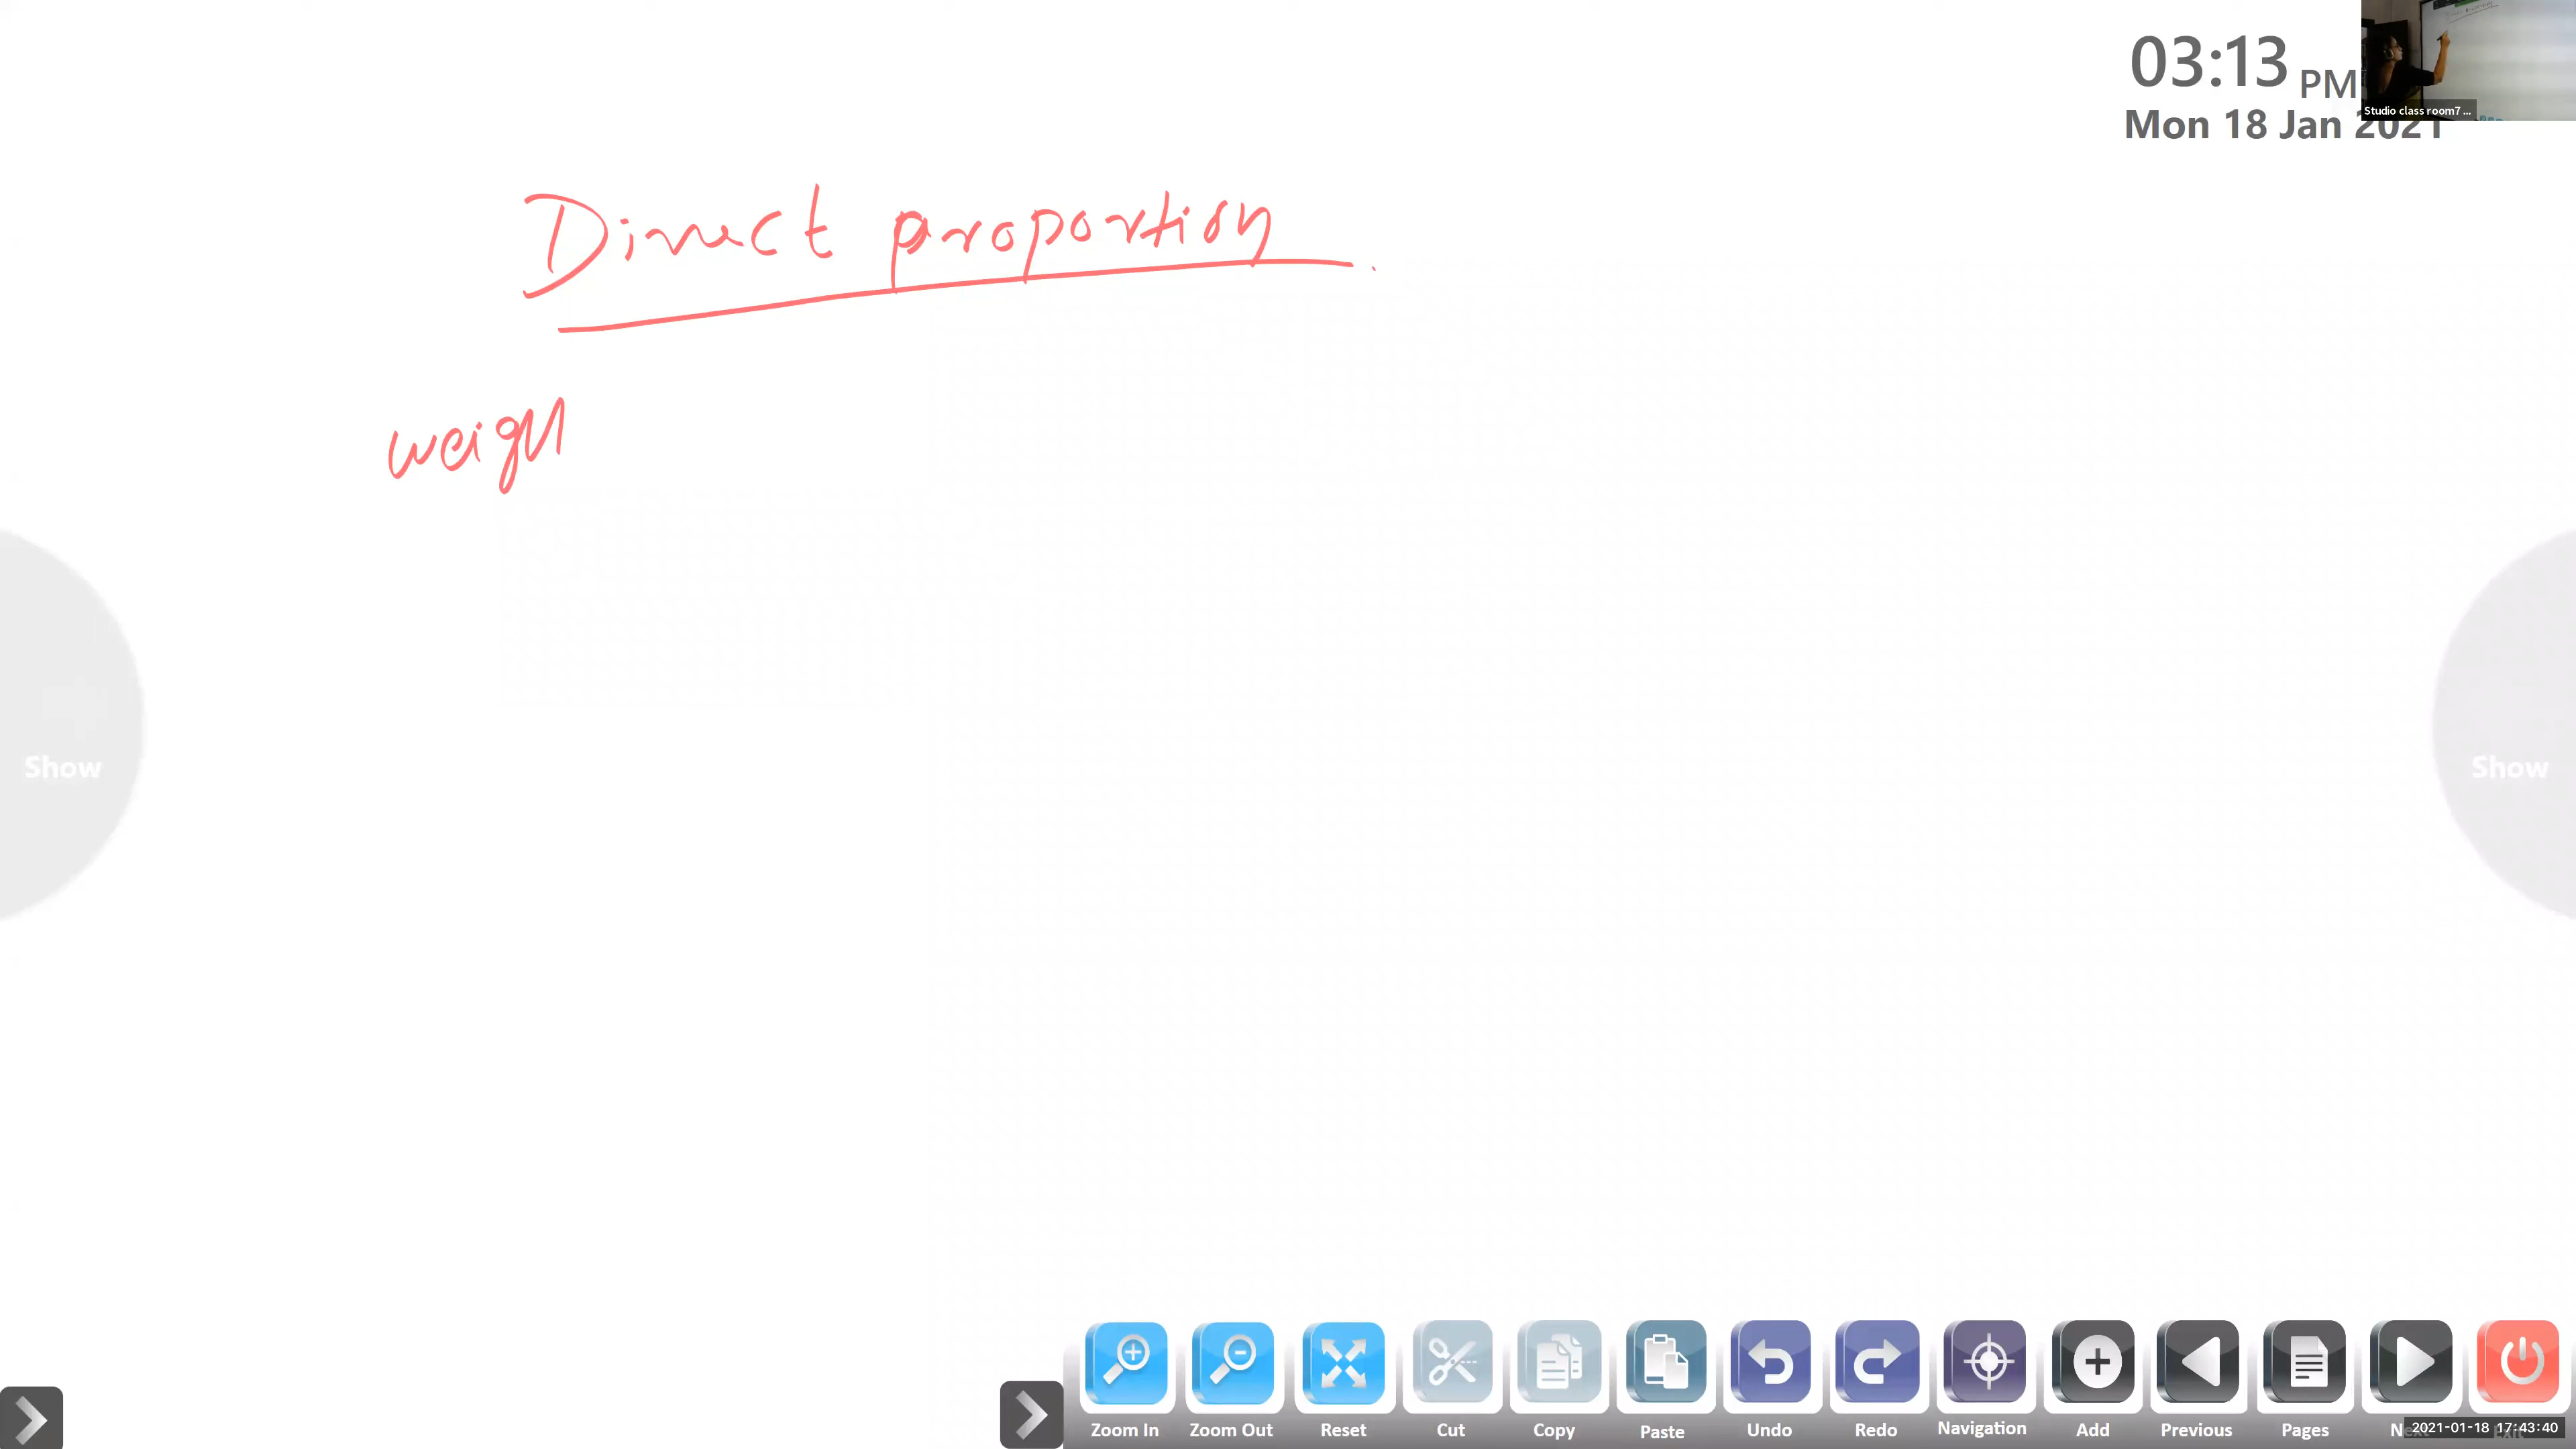 03:13 PM
Mon 18 Jan 2021
Studio class room7 ...
Direct proportion
weigh
Show
Show
Zoom In
Zoom Out
Reset
Cut
Copy
Paste
Undo
Redo
Navigation
Add
Previous
Pages
2021-01-18 17:43:40